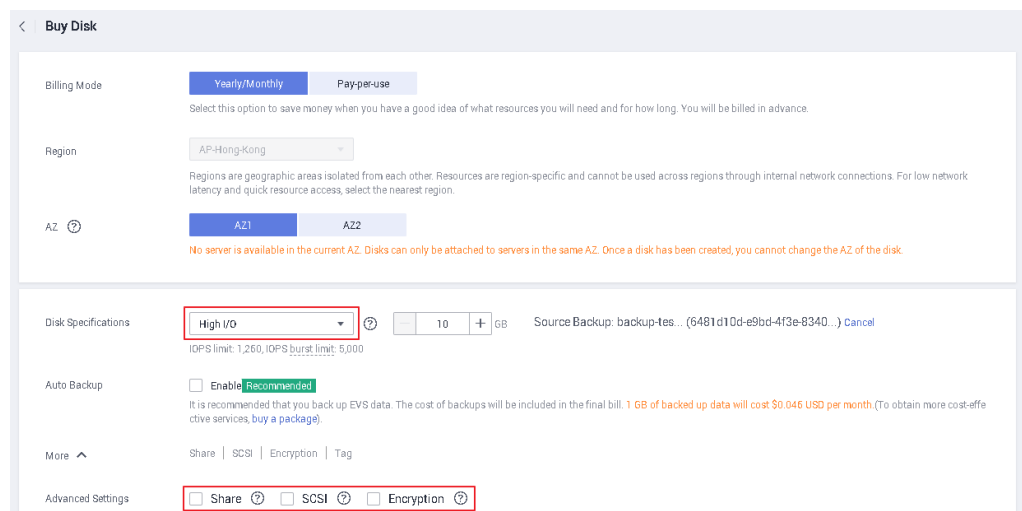 Buy Disk
Billing Mode
Yearly/Monthly Pay-per-use
Select this option to save money when you have a good idea of what resources you will need and for how long. You will be billed in advance.
Region
AP-Hong-Kong
Regions are geographic areas isolated from each other. Resources are region-specific and cannot be used across regions through internal network connections. For low network
latency and quick resource access, select the nearest region.
AZ ?
AZ1 AZ2
No server is available in the current AZ. Disks can only be attached to servers in the same AZ. Once a disk has been created, you cannot change the AZ of the disk.
Disk Specifications
High I/O ? − 10 + GB Source Backup: backup-tes... (6481d10d-e9bd-4f3e-8340...) Cancel
IOPS limit: 1,260, IOPS burst limit: 5,000
Auto Backup
Enable Recommended
It is recommended that you back up EVS data. The cost of backups will be included in the final bill. 1 GB of backed up data will cost $0.046 USD per month.(To obtain more cost-effe
ctive services, buy a package).
More
Share | SCSI | Encryption | Tag
Advanced Settings
Share ? SCSI ? Encryption ?